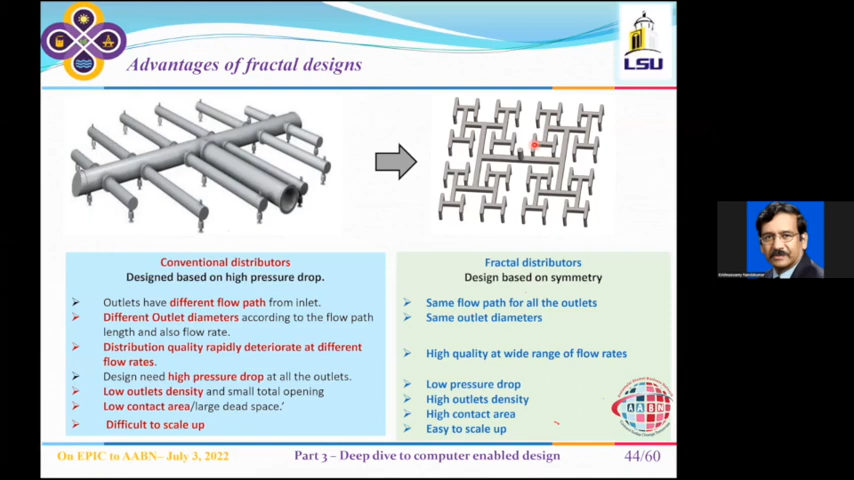 Advantages of fractal designs
LSU
Conventional distributors
Designed based on high pressure drop.
Outlets have different flow path from inlet.
Different Outlet diameters according to the flow path
length and also flow rate.
Distribution quality rapidly deteriorate at different
flow rates.
Design need high pressure drop at all the outlets.
Low outlets density and small total opening
Low contact area/large dead space.'
Difficult to scale up
Fractal distributors
Design based on symmetry
Same flow path for all the outlets
Same outlet diameters
High quality at wide range of flow rates
Low pressure drop
High outlets density
High contact area
Easy to scale up
AABN
On EPIC to AABN– July 3, 2022
Part 3 – Deep dive to computer enabled design
44/60